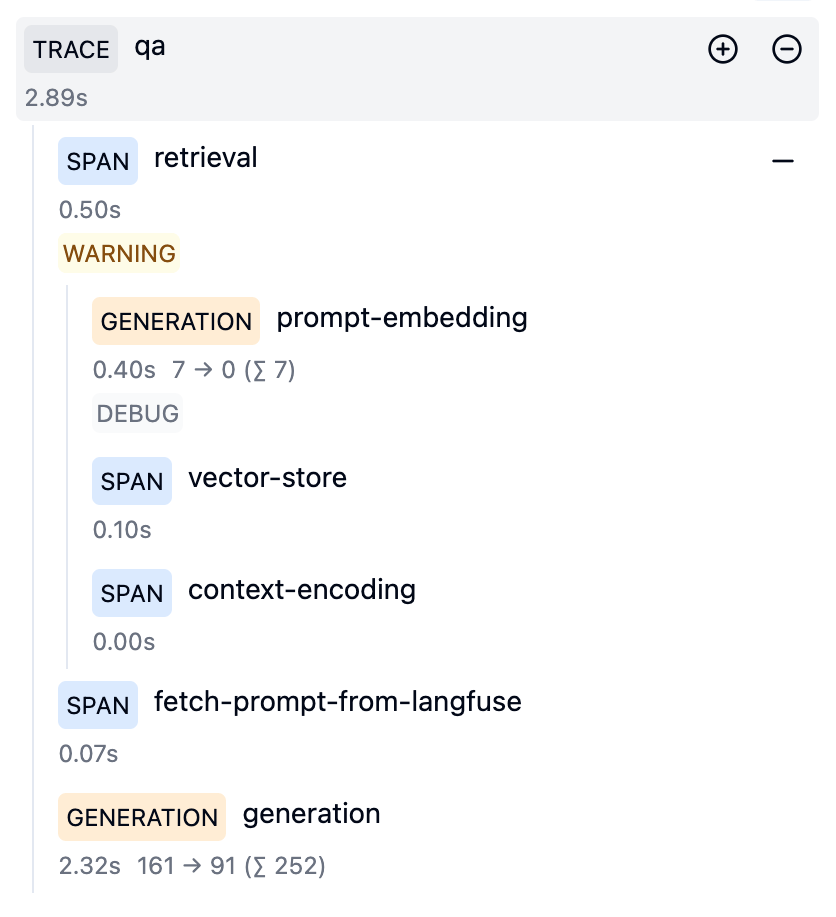 TRACE qa
2.89s
SPAN retrieval
0.50s
WARNING
GENERATION prompt-embedding
0.40s 7 → 0 (∑ 7)
DEBUG
SPAN vector-store
0.10s
SPAN context-encoding
0.00s
SPAN fetch-prompt-from-langfuse
0.07s
GENERATION generation
2.32s 161 → 91 (∑ 252)